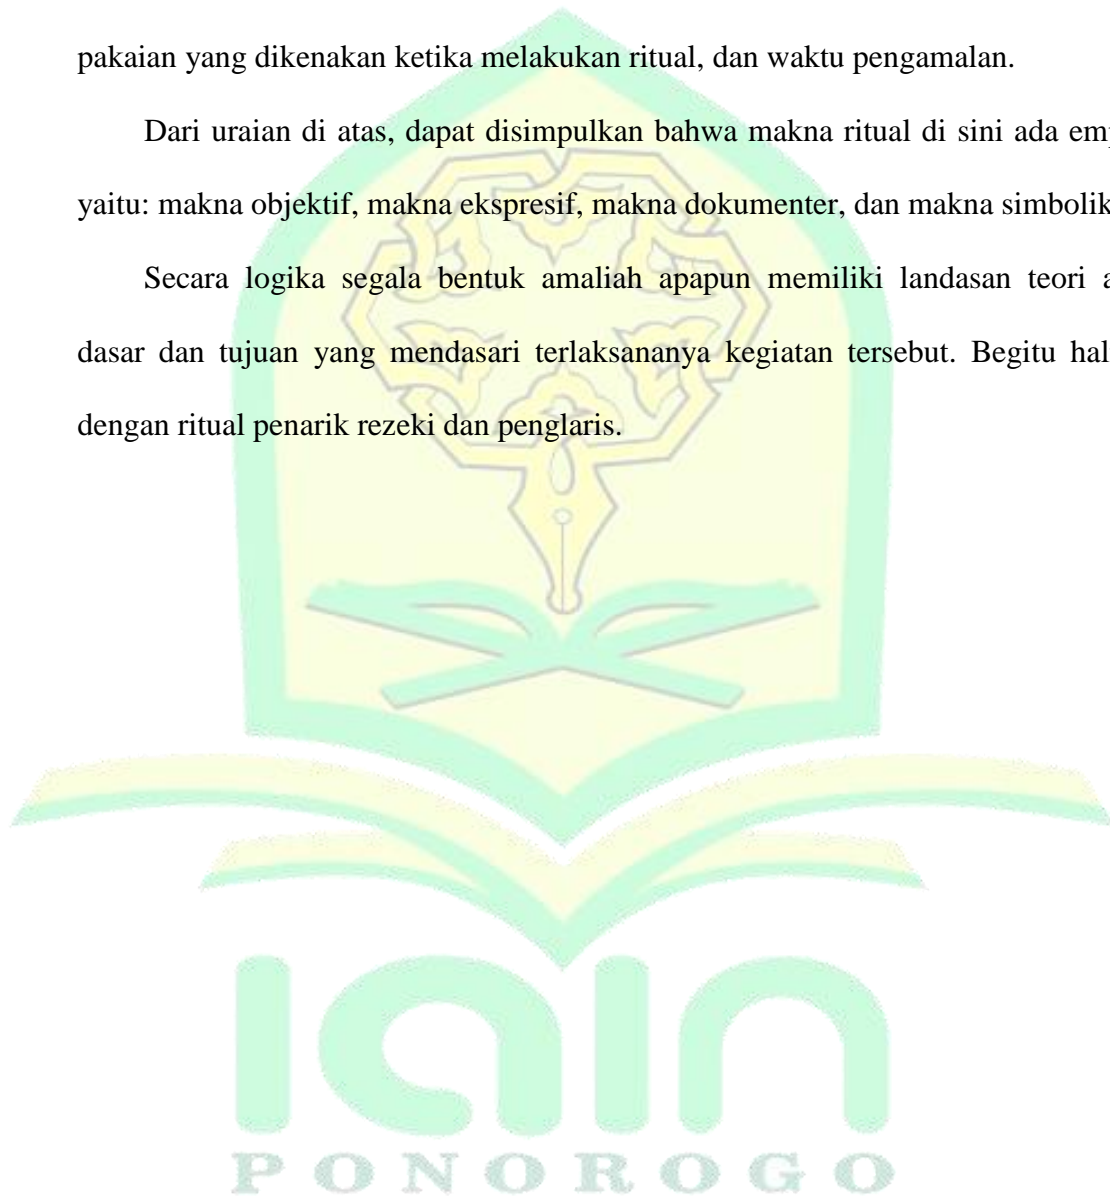 pakaian yang dikenakan ketika melakukan ritual, dan waktu pengamalan.
Dari uraian di atas, dapat disimpulkan bahwa makna ritual di sini ada
yaitu: makna objektif, makna ekspresif, makna dokumenter, dan makna simbolik
Secara logika segala bentuk amaliah apapun memiliki landasan teori
dasar dan tujuan yang mendasari terlaksananya kegiatan tersebut. Begitu
dengan ritual penarik rezeki dan penglaris.
iain
PONOROGO